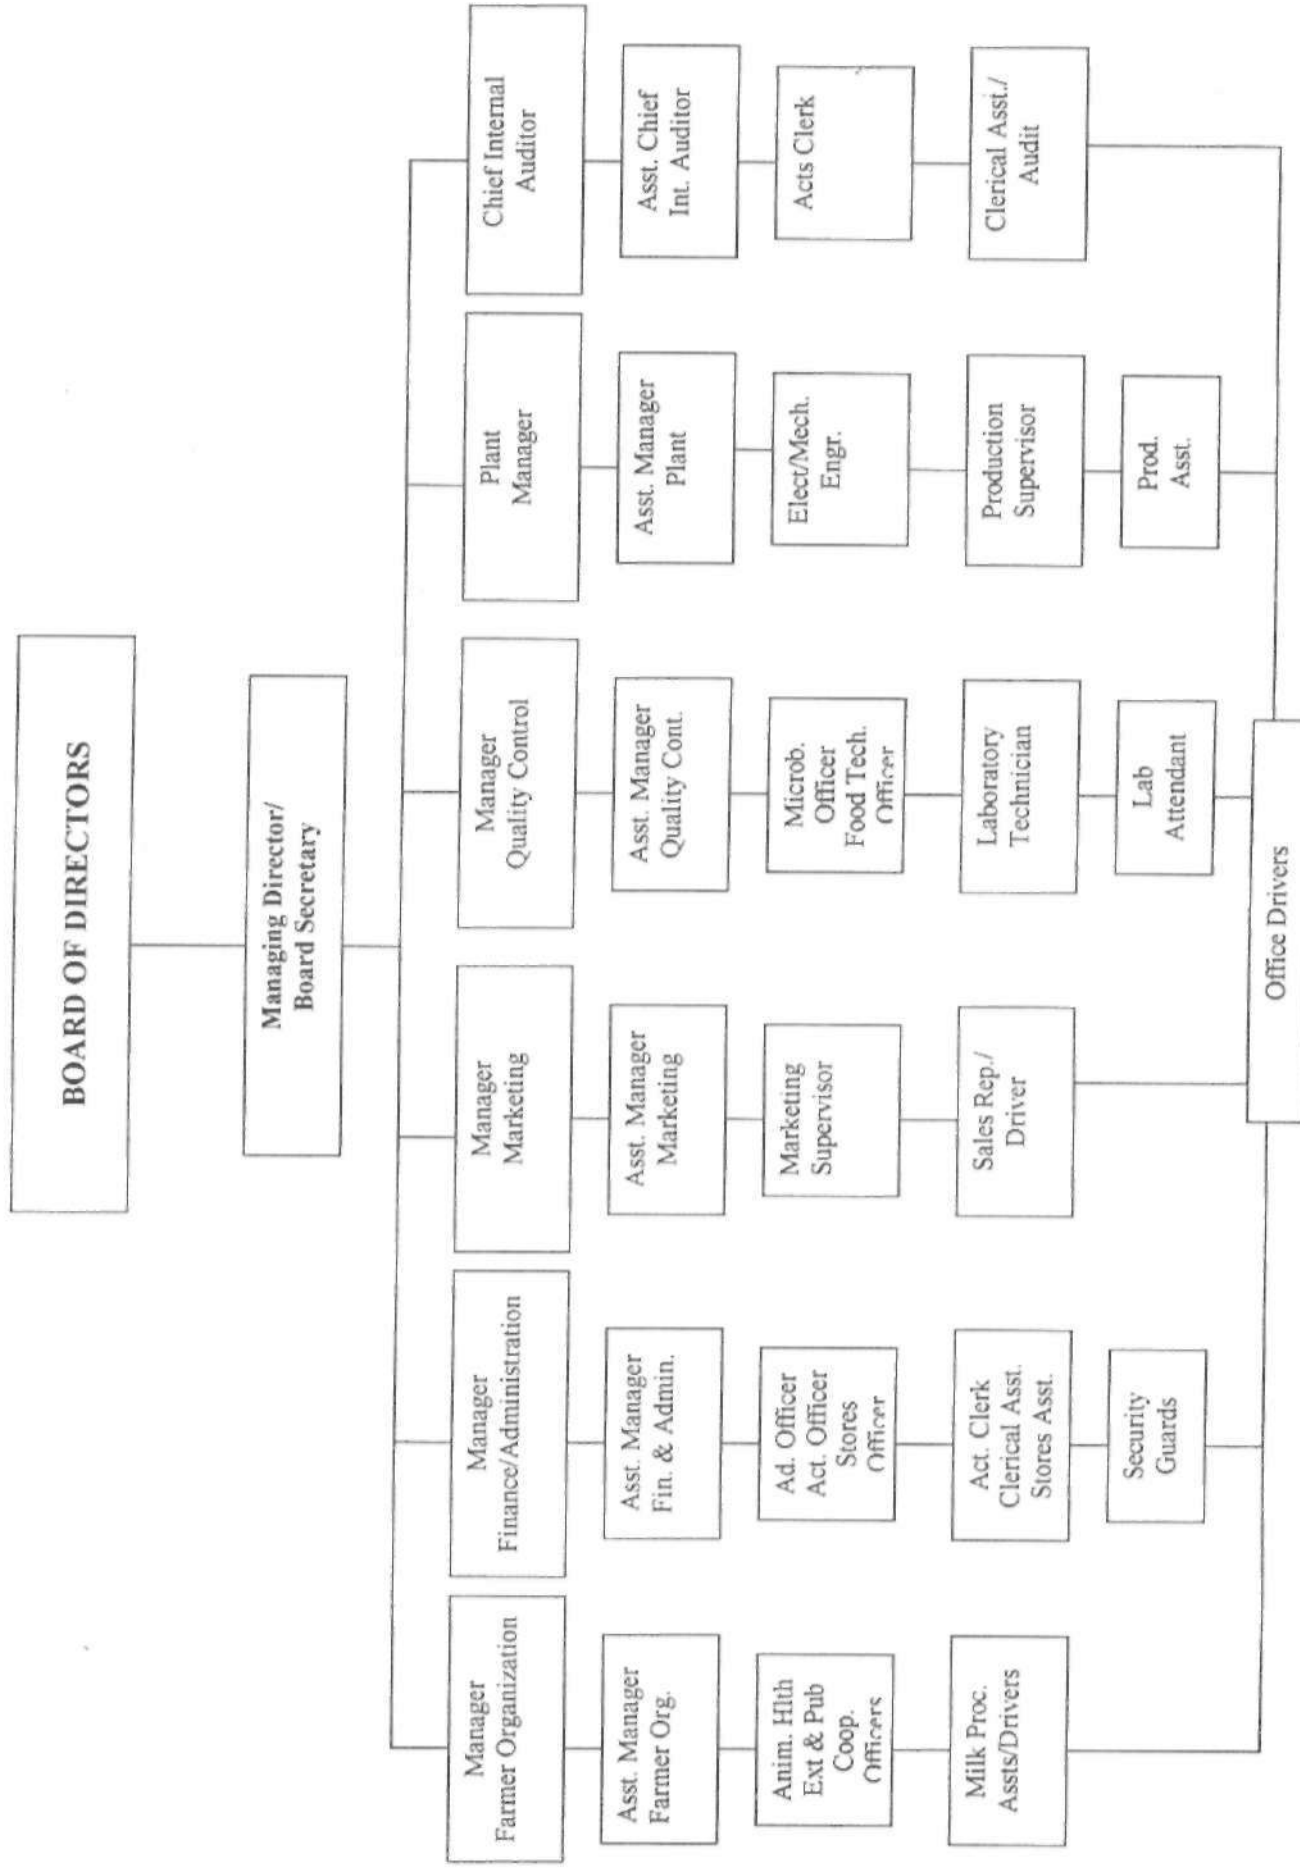 BOARD OF DIRECTORS
Managing Director/
Board Secretary
Manager
Farmer Organization
Manager
Finance/Administration
Manager
Marketing
Manager
Quality Control
Plant
Manager
Chief Internal
Auditor
Asst. Manager
Farmer Org.
Asst. Manager
Fin. & Admin.
Asst. Manager
Marketing
Asst. Manager
Quality Cont.
Asst. Manager
Plant
Asst. Chief
Int. Auditor
Anim. Hlth
Ext & Pub
Coop.
Officers
Ad. Officer
Act. Officer
Stores
Officer
Marketing
Supervisor
Microb.
Officer
Food Tech.
Officer
Elect/Mech.
Engr.
Acts Clerk
Milk Proc.
Assts/Drivers
Act. Clerk
Clerical Asst.
Stores Asst.
Sales Rep./
Driver
Laboratory
Technician
Production
Supervisor
Clerical Asst./
Audit
Security
Guards
Lab
Attendant
Prod.
Asst.
Office Drivers